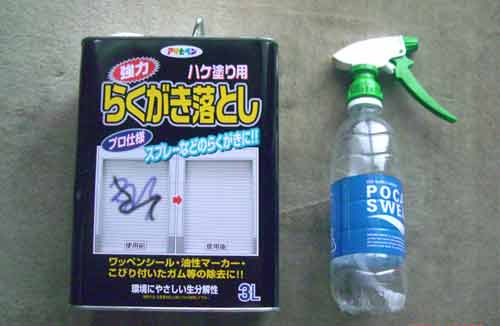 アサヒペン
強力
ハケ塗り用
らくがき落とし
プロ仕様
スプレーなどのらくがきに!!
使用前
使用後
ワッペンシール・油性マーカー・
こびり付いたガム等の除去に!!
環境にやさしい生分解性
3L
POCA
SWE